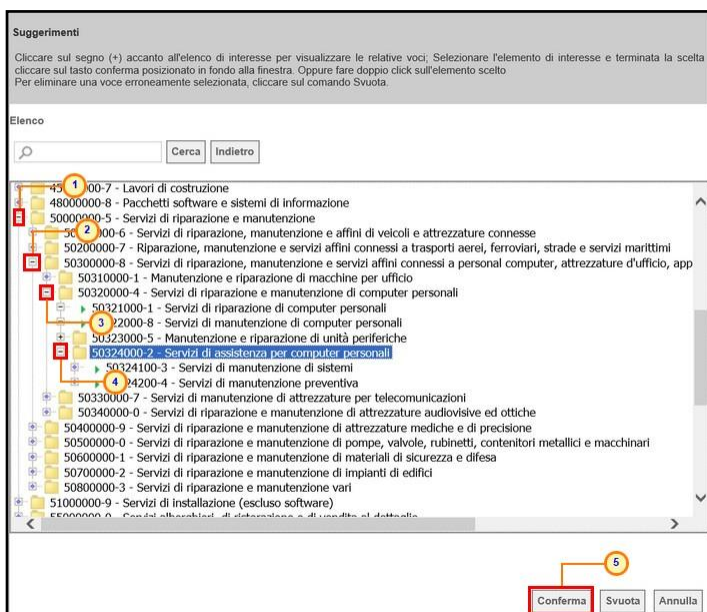 Suggerimenti
Cliccare sul segno (+) accanto all'elenco di interesse per visualizzare le relative voci; Selezionare l'elemento di interesse e terminata la scelta
cliccare sul tasto conferma posizionato in fondo alla finestra. Oppure fare doppio click sull'elemento scelto
Per eliminare una voce erroneamente selezionata, cliccare sul comando Svuota.
Elenco
Cerca Indietro
1 - Lavori di costruzione
48000000-8 - Pacchetti software e sistemi di informazione
50000000-5 - Servizi di riparazione e manutenzione
2 - Servizi di riparazione, manutenzione e affini di veicoli e attrezzature connesse
50200000-7 - Riparazione, manutenzione e servizi affini connessi a trasporti aerei, ferroviari, strade e servizi marittimi
50300000-8 - Servizi di riparazione, manutenzione e servizi affini connessi a personal computer, attrezzature d'ufficio, app
50310000-1 - Manutenzione e riparazione di macchine per ufficio
50320000-4 - Servizi di riparazione e manutenzione di computer personali
50321000-1 - Servizi di riparazione di computer personali
3 - Servizi di manutenzione di computer personali
50323000-5 - Manutenzione e riparazione di unità periferiche
50324000-2 - Servizi di assistenza per computer personali
50324100-3 - Servizi di manutenzione di sistemi
4 - Servizi di manutenzione preventiva
50330000-7 - Servizi di manutenzione di attrezzature per telecomunicazioni
50340000-0 - Servizi di riparazione e manutenzione di attrezzature audiovisive ed ottiche
50400000-9 - Servizi di riparazione e manutenzione di attrezzature mediche e di precisione
50500000-0 - Servizi di riparazione e manutenzione di pompe, valvole, rubinetti, contenitori metallici e macchinari
50600000-1 - Servizi di riparazione e manutenzione di materiali di sicurezza e difesa
50700000-2 - Servizi di riparazione e manutenzione di impianti di edifici
50800000-3 - Servizi di riparazione e manutenzione vari
51000000-9 - Servizi di installazione (escluso software)
5
Conferma Svuota Annulla